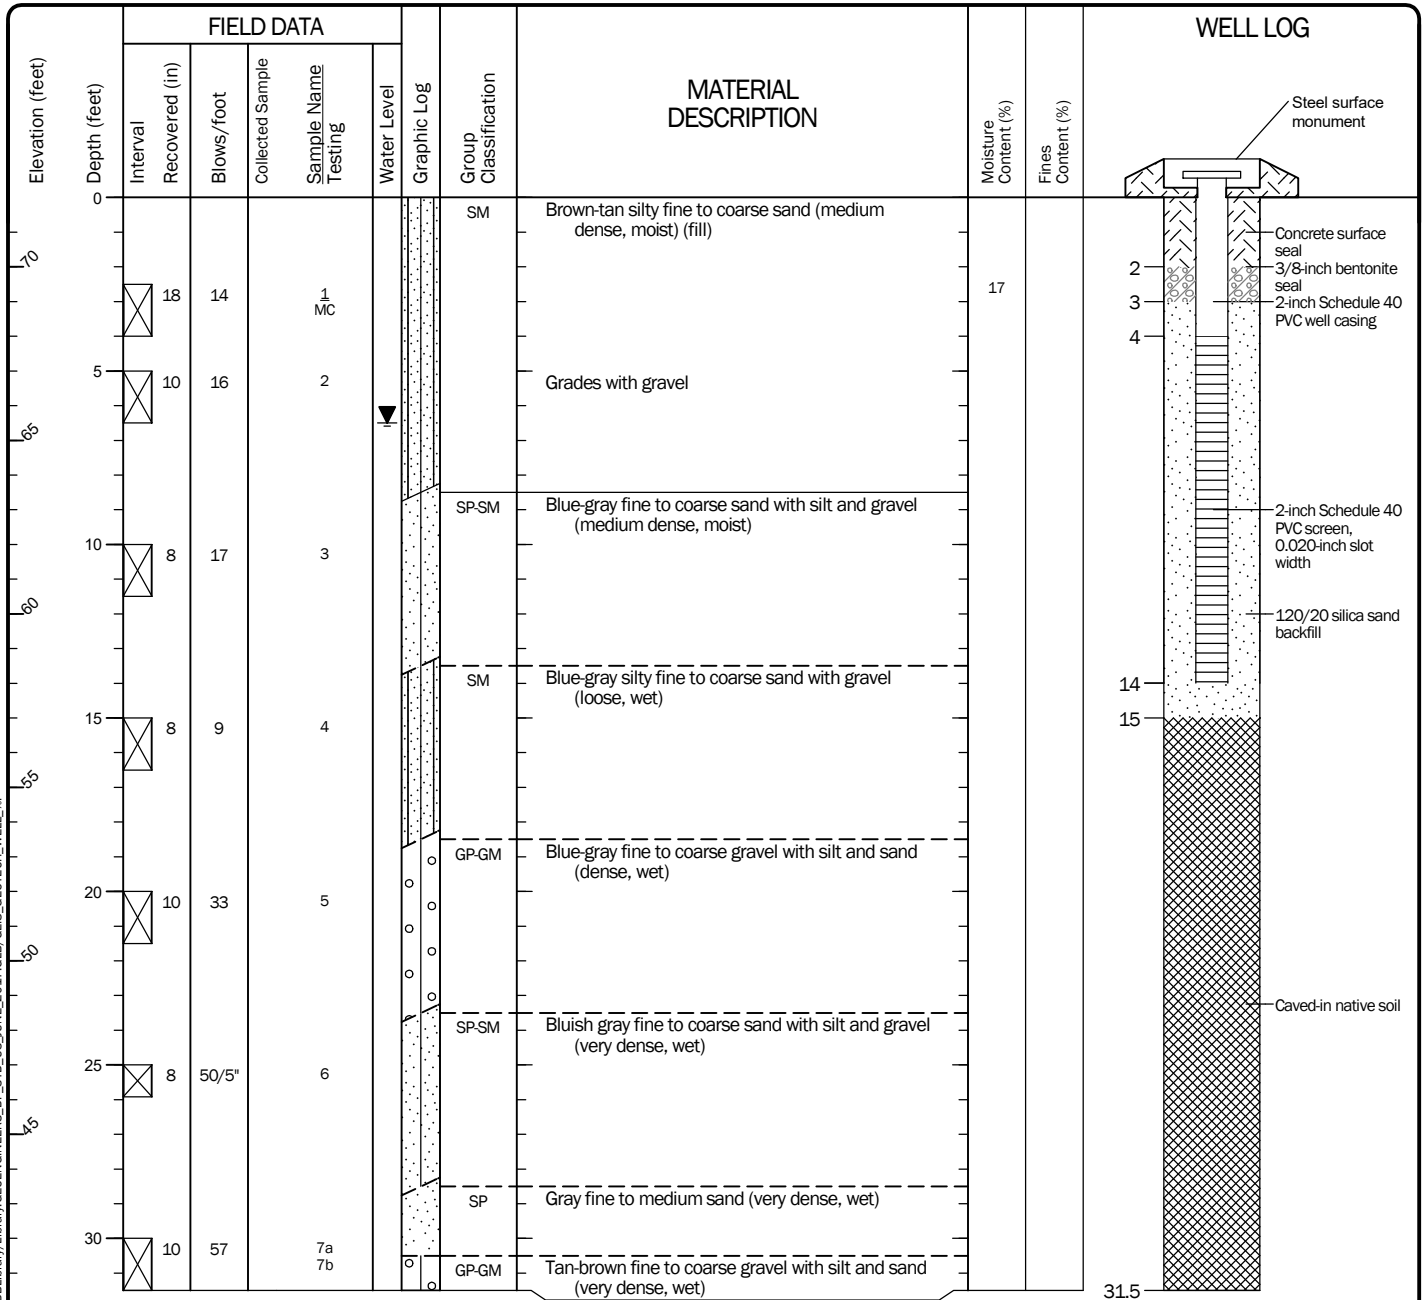 FIELD DATA
WELL LOG
Elevation (feet)
Depth (feet)
Interval
Recovered (in)
Blows/foot
Collected Sample
Sample Name
Testing
Water Level
Graphic Log
Group
Classification
MATERIAL
DESCRIPTION
Moisture
Content (%)
Fines
Content (%)
Steel surface
monument
0
SM
Brown-tan silty fine to coarse sand (medium
dense, moist) (fill)
Concrete surface
seal
70
2
3/8-inch bentonite
seal
18
14
1
MC
17
3
2-inch Schedule 40
PVC well casing
4
5
10
16
2
Grades with gravel
65
SP-SM
Blue-gray fine to coarse sand with silt and gravel
(medium dense, moist)
2-inch Schedule 40
PVC screen,
0.020-inch slot
width
10
8
17
3
60
120/20 silica sand
backfill
SM
Blue-gray silty fine to coarse sand with gravel
(loose, wet)
14
15
8
9
4
15
55
GP-GM
Blue-gray fine to coarse gravel with silt and sand
(dense, wet)
20
10
33
5
50
SP-SM
Bluish gray fine to coarse sand with silt and gravel
(very dense, wet)
Caved-in native soil
25
8
50/5"
6
45
SP
Gray fine to medium sand (very dense, wet)
30
10
57
7a
7b
GP-GM
Tan-brown fine to coarse gravel with silt and sand
(very dense, wet)
31.5